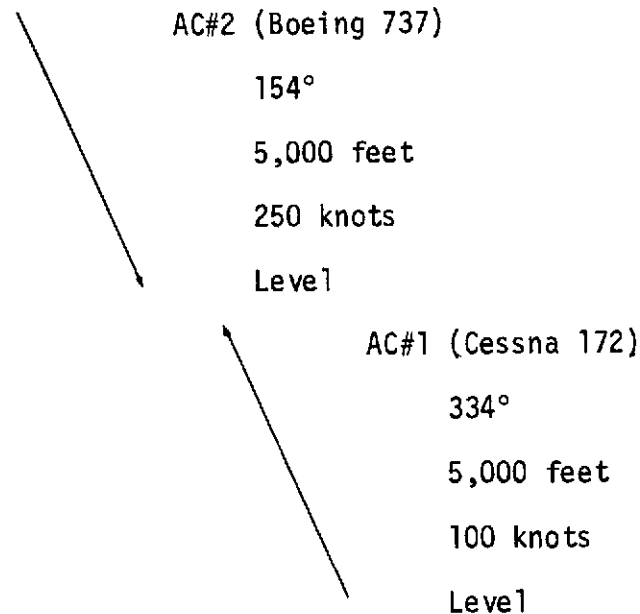 AC#2 (Boeing 737)
154°
5,000 feet
250 knots
Level
AC#1 (Cessna 172)
334°
5,000 feet
100 knots
Level